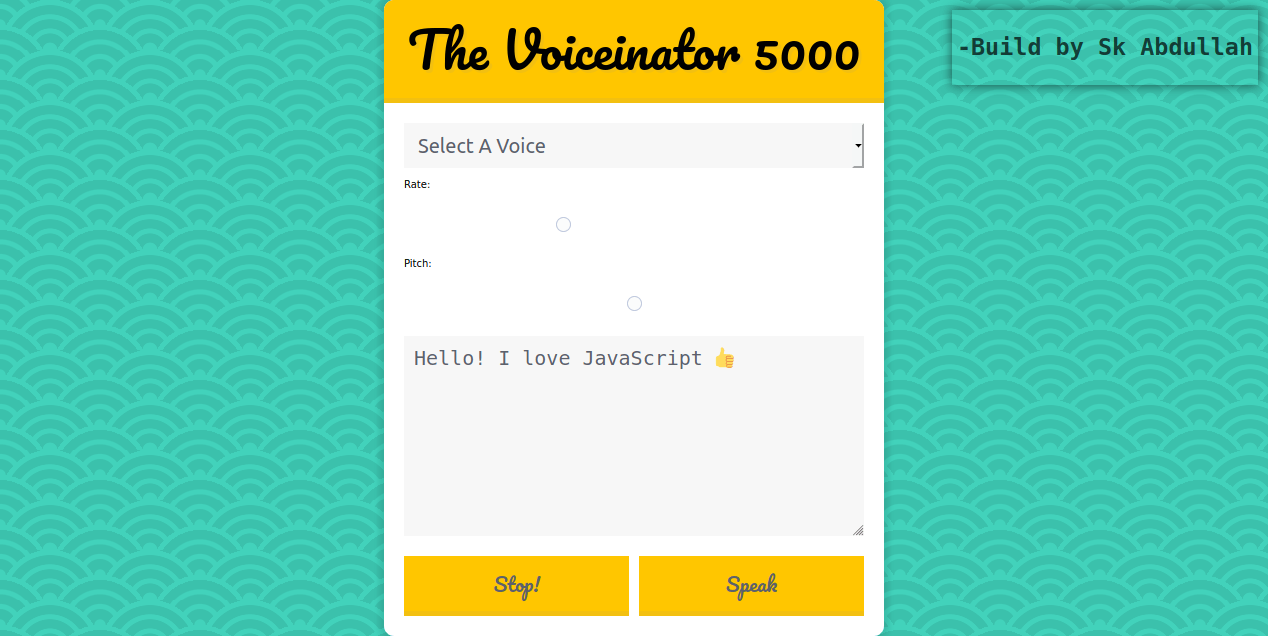 The Voiceinator 5000
-Build by Sk Abdullah
Select A Voice
Rate:
Pitch:
Hello! I love JavaScript 👍
Stop!
Speak